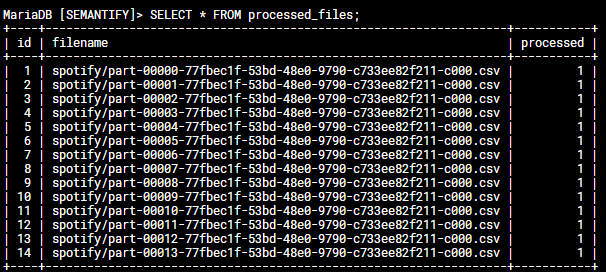 MariaDB [SEMANTIFY]> SELECT * FROM processed_files;
+----+----------------------------------------------------------------+-----------+
| id | filename | processed |
+----+----------------------------------------------------------------+-----------+
| 1 | spotify/part-00000-77fbec1f-53bd-48e0-9790-c733ee82f211-c000.csv | 1 |
| 2 | spotify/part-00001-77fbec1f-53bd-48e0-9790-c733ee82f211-c000.csv | 1 |
| 3 | spotify/part-00002-77fbec1f-53bd-48e0-9790-c733ee82f211-c000.csv | 1 |
| 4 | spotify/part-00003-77fbec1f-53bd-48e0-9790-c733ee82f211-c000.csv | 1 |
| 5 | spotify/part-00004-77fbec1f-53bd-48e0-9790-c733ee82f211-c000.csv | 1 |
| 6 | spotify/part-00005-77fbec1f-53bd-48e0-9790-c733ee82f211-c000.csv | 1 |
| 7 | spotify/part-00006-77fbec1f-53bd-48e0-9790-c733ee82f211-c000.csv | 1 |
| 8 | spotify/part-00007-77fbec1f-53bd-48e0-9790-c733ee82f211-c000.csv | 1 |
| 9 | spotify/part-00008-77fbec1f-53bd-48e0-9790-c733ee82f211-c000.csv | 1 |
| 10 | spotify/part-00009-77fbec1f-53bd-48e0-9790-c733ee82f211-c000.csv | 1 |
| 11 | spotify/part-00010-77fbec1f-53bd-48e0-9790-c733ee82f211-c000.csv | 1 |
| 12 | spotify/part-00011-77fbec1f-53bd-48e0-9790-c733ee82f211-c000.csv | 1 |
| 13 | spotify/part-00012-77fbec1f-53bd-48e0-9790-c733ee82f211-c000.csv | 1 |
| 14 | spotify/part-00013-77fbec1f-53bd-48e0-9790-c733ee82f211-c000.csv | 1 |
+----+----------------------------------------------------------------+-----------+